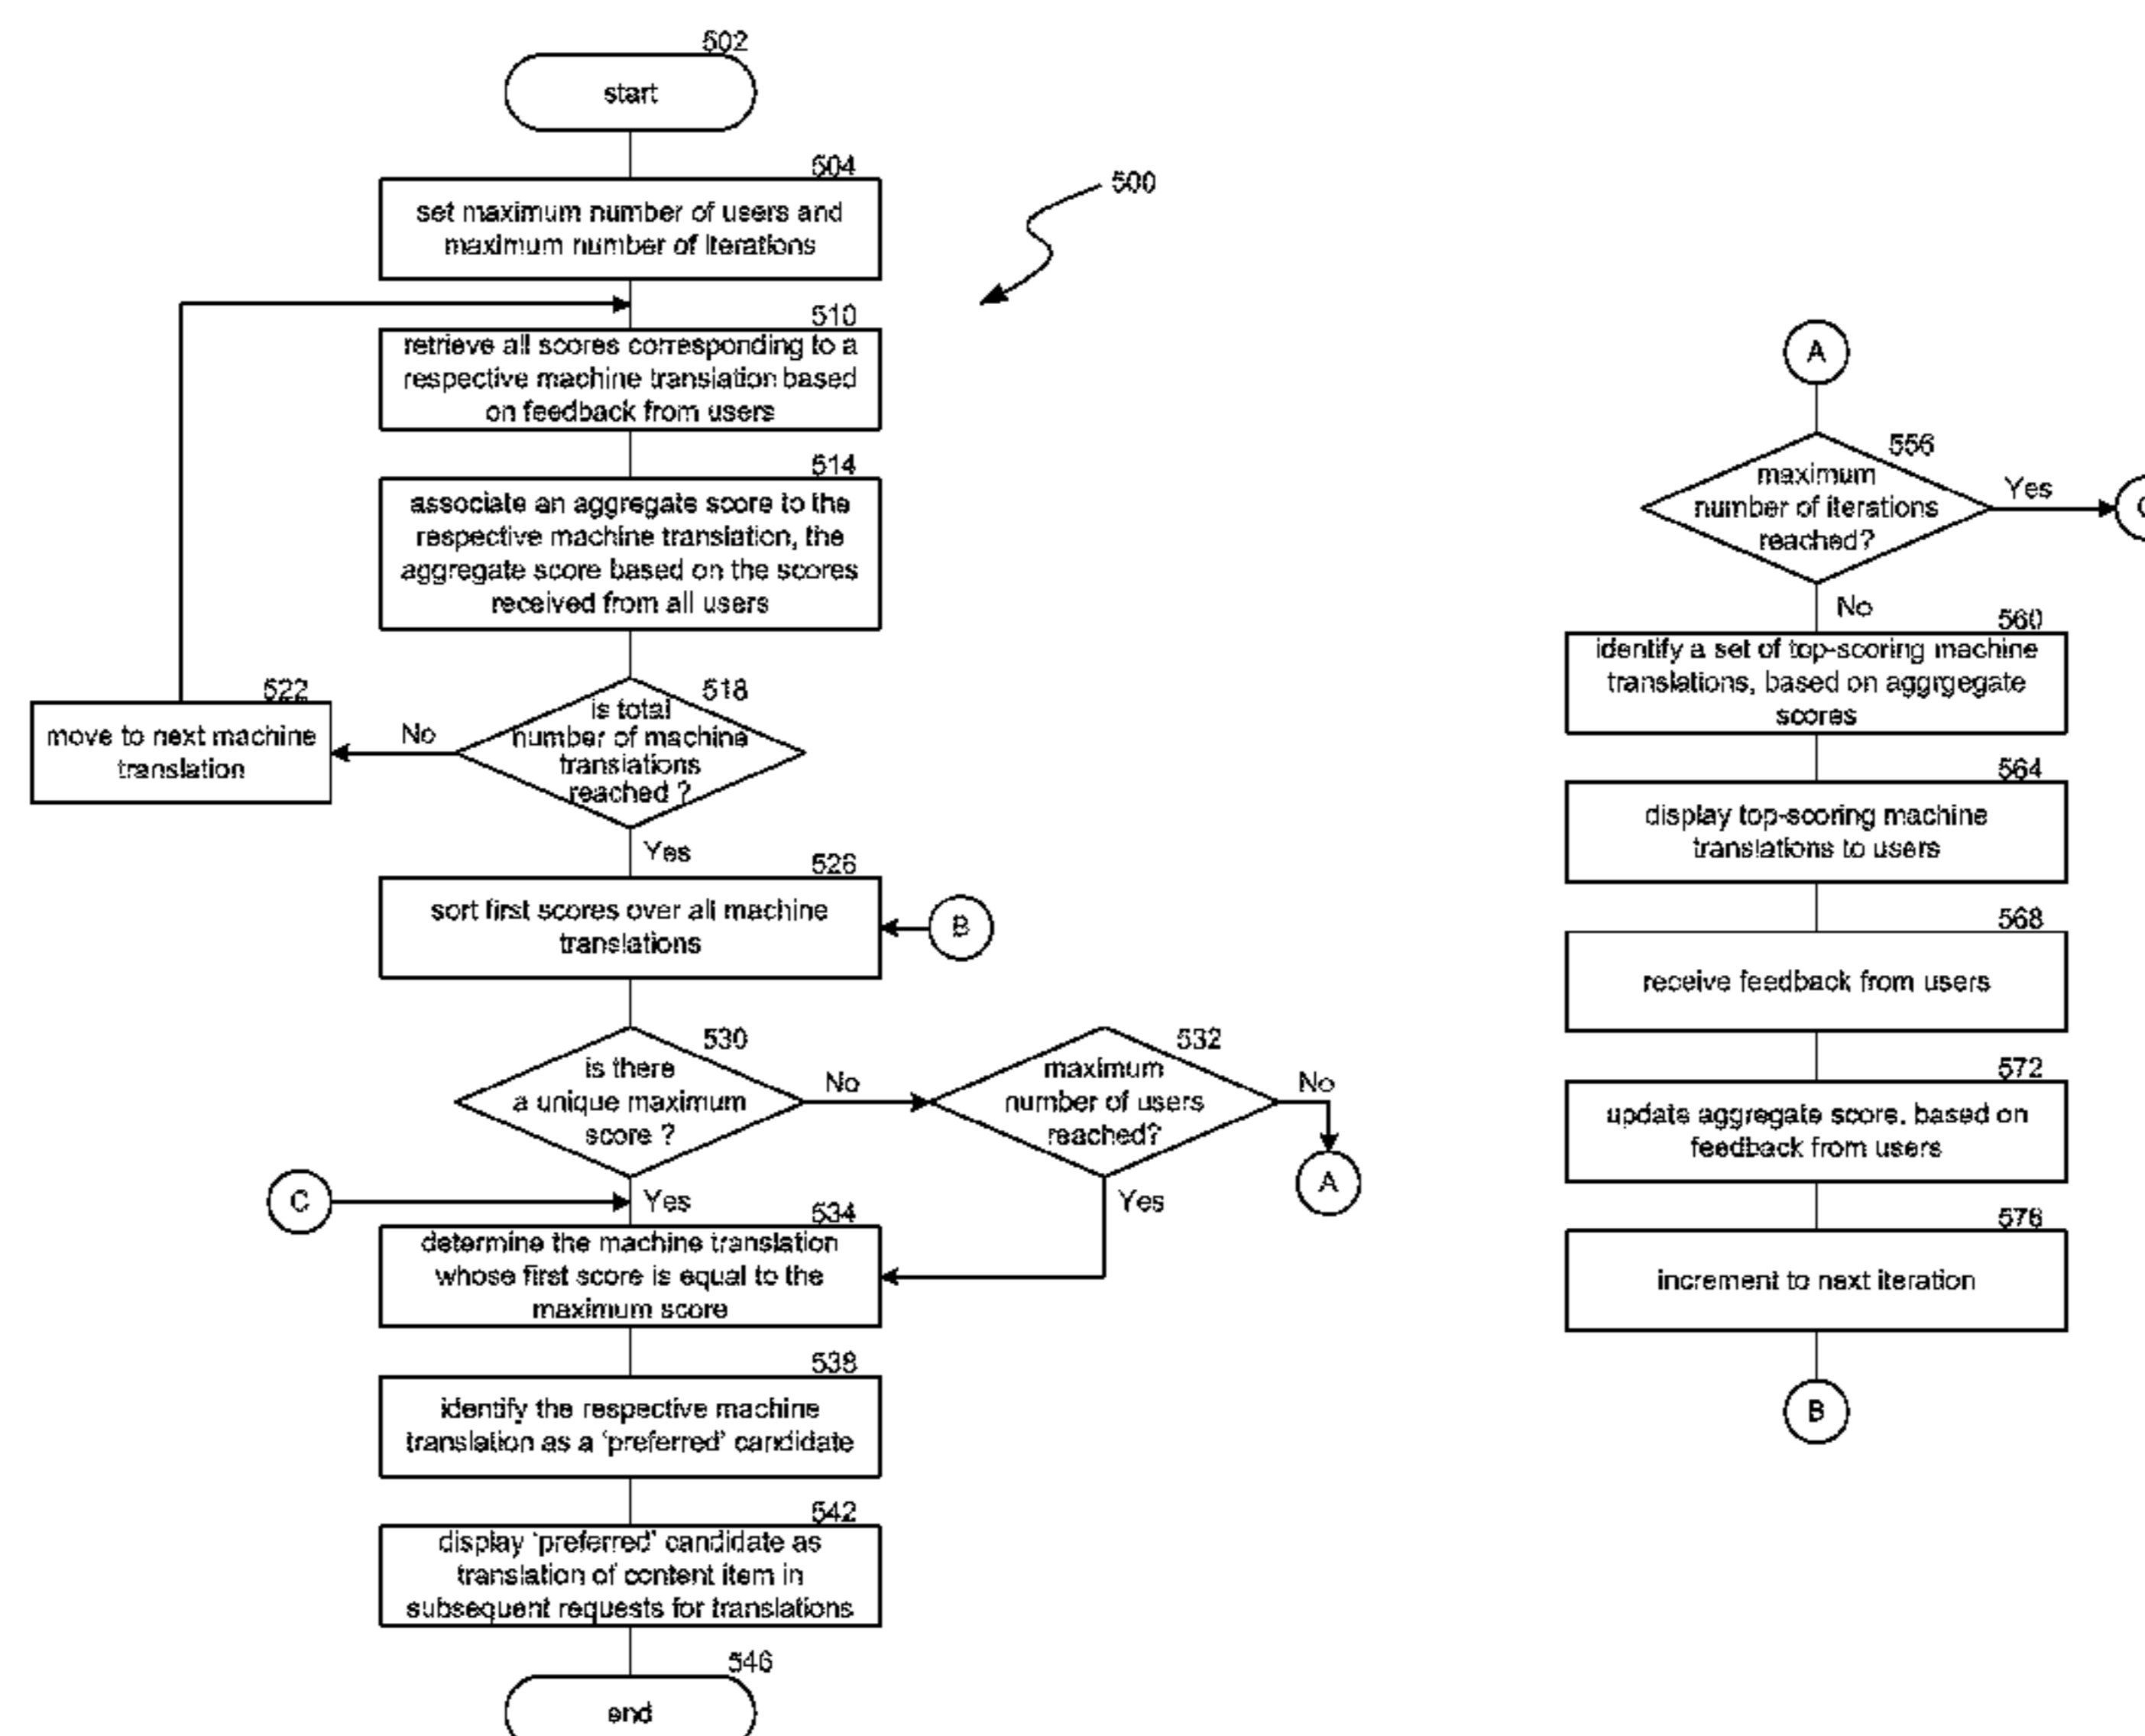 502
start
504
set maximum number of users and
maximum number of iterations
500
510
retrieve all scores corresponding to a
respective machine translation based
on feedback from users
514
associate an aggregate score to the
respective machine translation, the
aggregate score based on the scores
received from all users
518
is total
number of machine
translations
reached ?
No
522
move to next machine
translation
Yes
526
sort first scores over all machine
translations
B
530
is there
a unique maximum
score ?
No
532
maximum
number of users
reached?
No
A
Yes
C
Yes
534
determine the machine translation
whose first score is equal to the
maximum score
538
identify the respective machine
translation as a 'preferred' candidate
542
display 'preferred' candidate as
translation of content item in
subsequent requests for translations
546
end
A
556
maximum
number of iterations
reached?
Yes
No
560
identify a set of top-scoring machine
translations, based on aggrgegate
scores
564
display top-scoring machine
translations to users
568
receive feedback from users
572
update aggregate score, based on
feedback from users
576
increment to next iteration
B